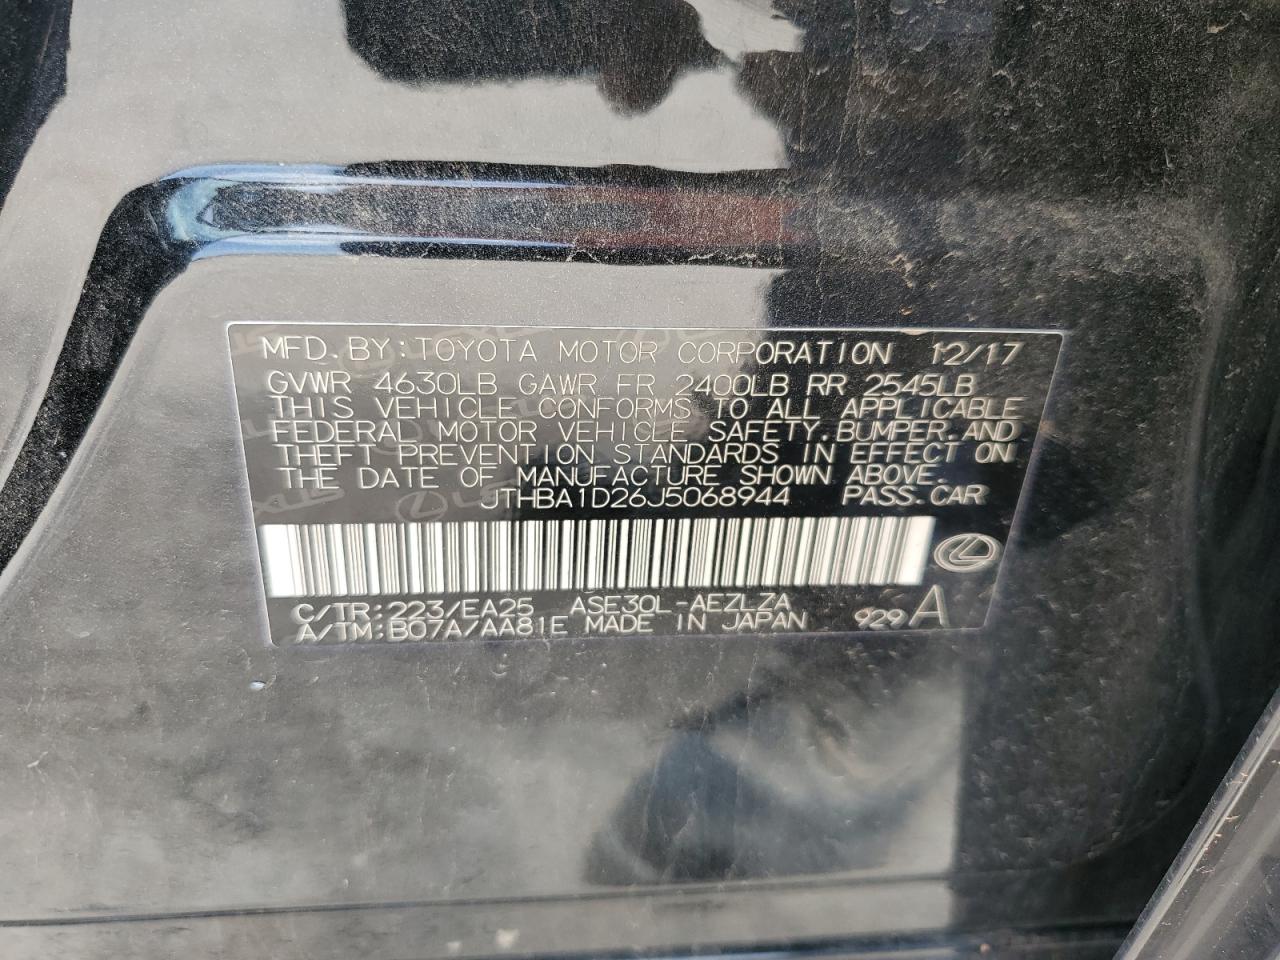 MFD. BY: TOYOTA MOTOR CORPORATION 12/17
GVWR 4630LB GAWR FR 2400LB RR 2545LB
THIS VEHICLE CONFORMS TO ALL APPLICABLE
FEDERAL MOTOR VEHICLE SAFETY, BUMPER, AND
THEFT PREVENTION STANDARDS IN EFFECT ON
THE DATE OF MANUFACTURE SHOWN ABOVE.
JTHBA1D26J5068944 PASS. CAR
C/TR: 223/EA25 ASE30L-AEZLZA
A/TM: B07A/AA81E MADE IN JAPAN 929 A